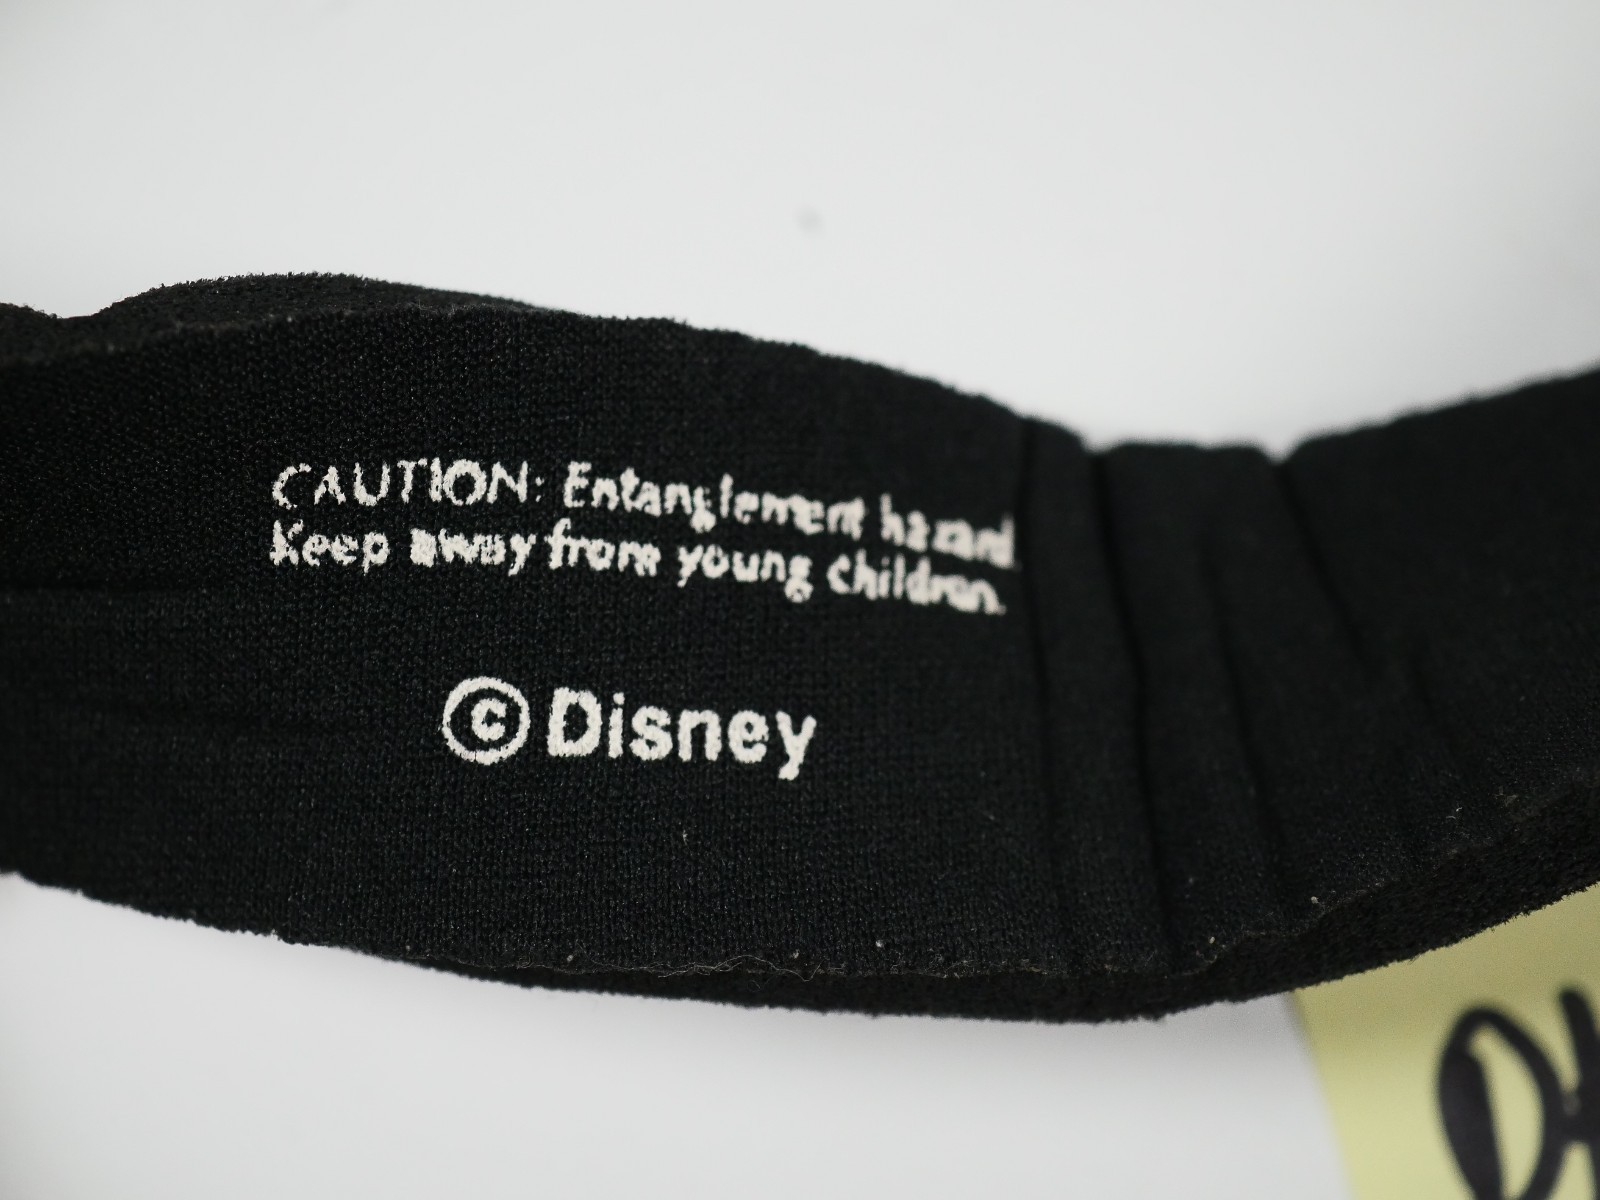 CAUTION: Entanglement hazard.
Keep away from young children.
© Disney